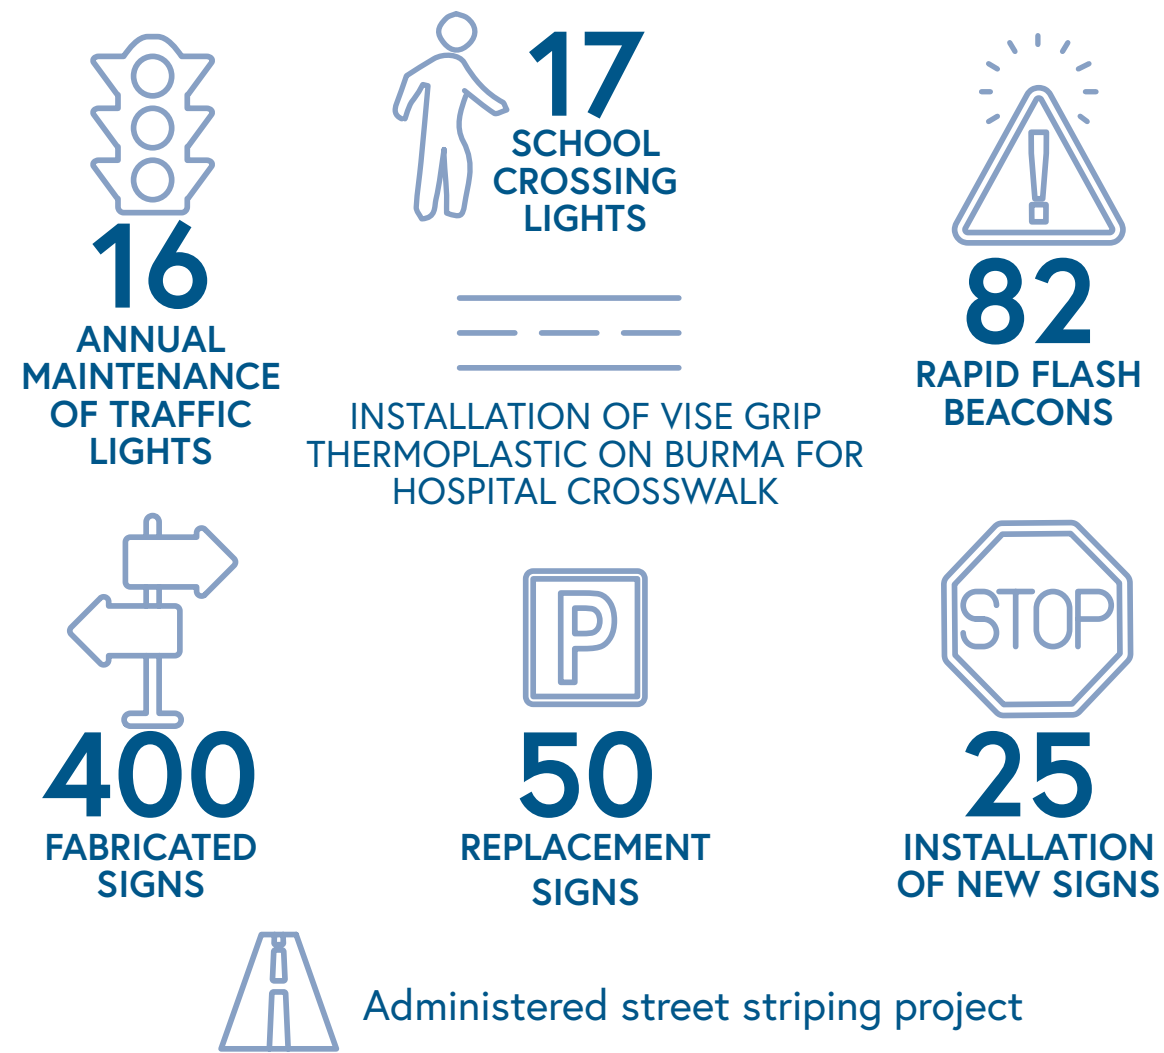 16
ANNUAL
MAINTENANCE
OF TRAFFIC
LIGHTS
17
SCHOOL
CROSSING
LIGHTS
82
RAPID FLASH
BEACONS
INSTALLATION OF VISE GRIP
THERMOPLASTIC ON BURMA FOR
HOSPITAL CROSSWALK
400
FABRICATED
SIGNS
P
50
REPLACEMENT
SIGNS
STOP
25
INSTALLATION
OF NEW SIGNS
Administered street striping project